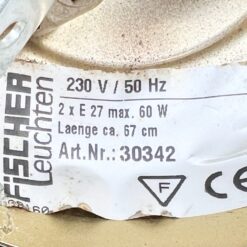 FiSCHER
Leuchten
230 V / 50 Hz
2 x E 27 max. 60 W
Laenge ca. 67 cm
Art.Nr.: 30342
F
CE